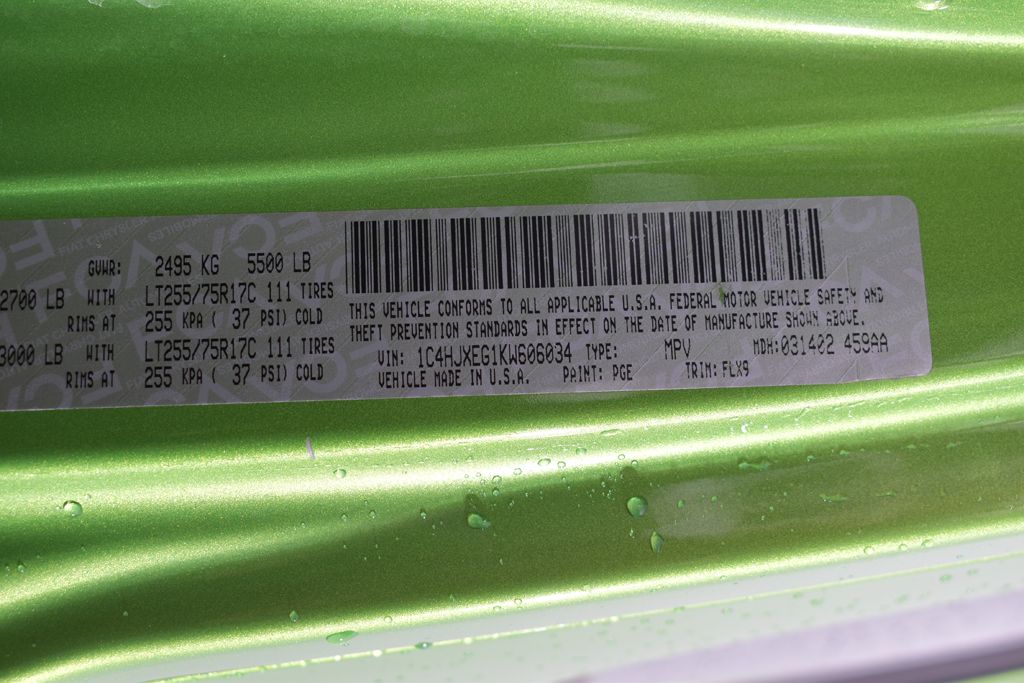 GVWR: 2495 KG 5500 LB
2700 LB WITH LT255/75R17C 111 TIRES
RIMS AT 255 KPA ( 37 PSI) COLD
3000 LB WITH LT255/75R17C 111 TIRES
RIMS AT 255 KPA ( 37 PSI) COLD
THIS VEHICLE CONFORMS TO ALL APPLICABLE U.S.A. FEDERAL MOTOR VEHICLE SAFETY AND
THEFT PREVENTION STANDARDS IN EFFECT ON THE DATE OF MANUFACTURE SHOWN ABOVE.
VIN: 1C4HJXEG1KW606034 TYPE: MPV MDH:031402 459AA
VEHICLE MADE IN U.S.A. PAINT: PGE TRIM: FLX9